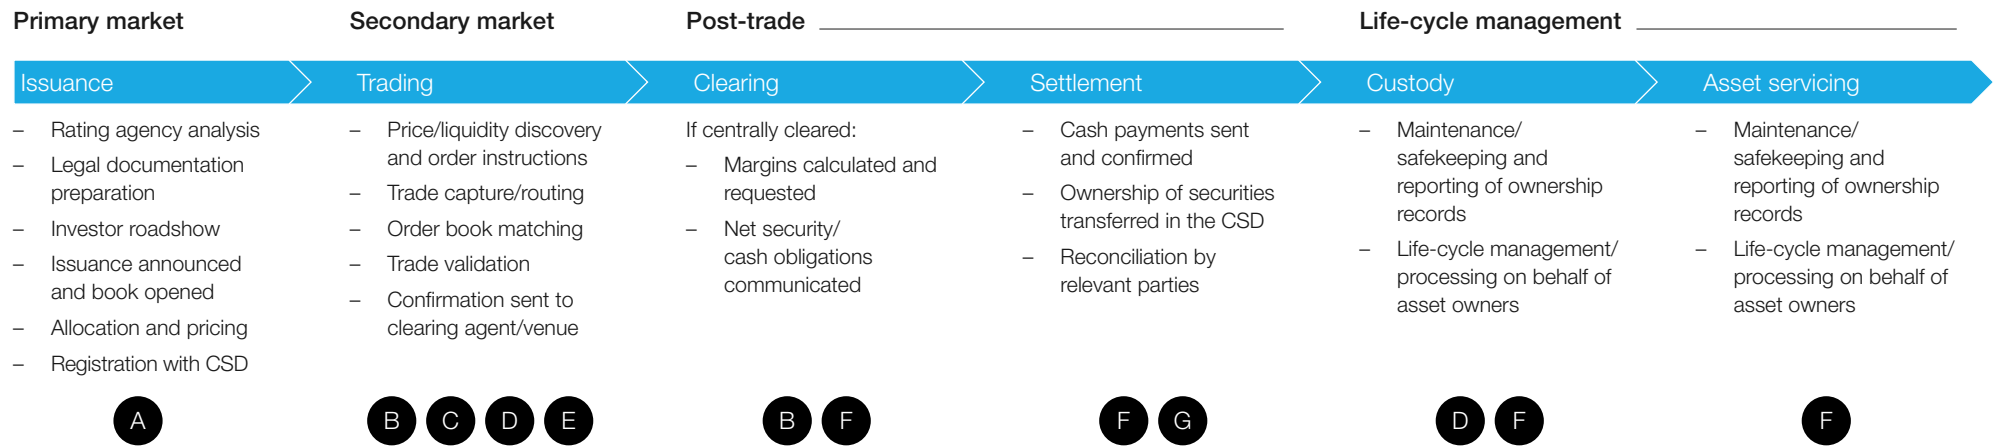 Primary market
Secondary market
Post-trade
Life-cycle management
Issuance
Trading
Clearing
Settlement
Custody
Asset servicing
– Rating agency analysis
– Legal documentation
preparation
– Investor roadshow
– Issuance announced
and book opened
– Allocation and pricing
– Registration with CSD
– Price/liquidity discovery
and order instructions
– Trade capture/routing
– Order book matching
– Trade validation
– Confirmation sent to
clearing agent/venue
If centrally cleared:
– Margins calculated and
requested
– Net security/
cash obligations
communicated
– Cash payments sent
and confirmed
– Ownership of securities
transferred in the CSD
– Reconciliation by
relevant parties
– Maintenance/
safekeeping and
reporting of ownership
records
– Life-cycle management/
processing on behalf of
asset owners
– Maintenance/
safekeeping and
reporting of ownership
records
– Life-cycle management/
processing on behalf of
asset owners
A
B C D E
B F
F G
D F
F